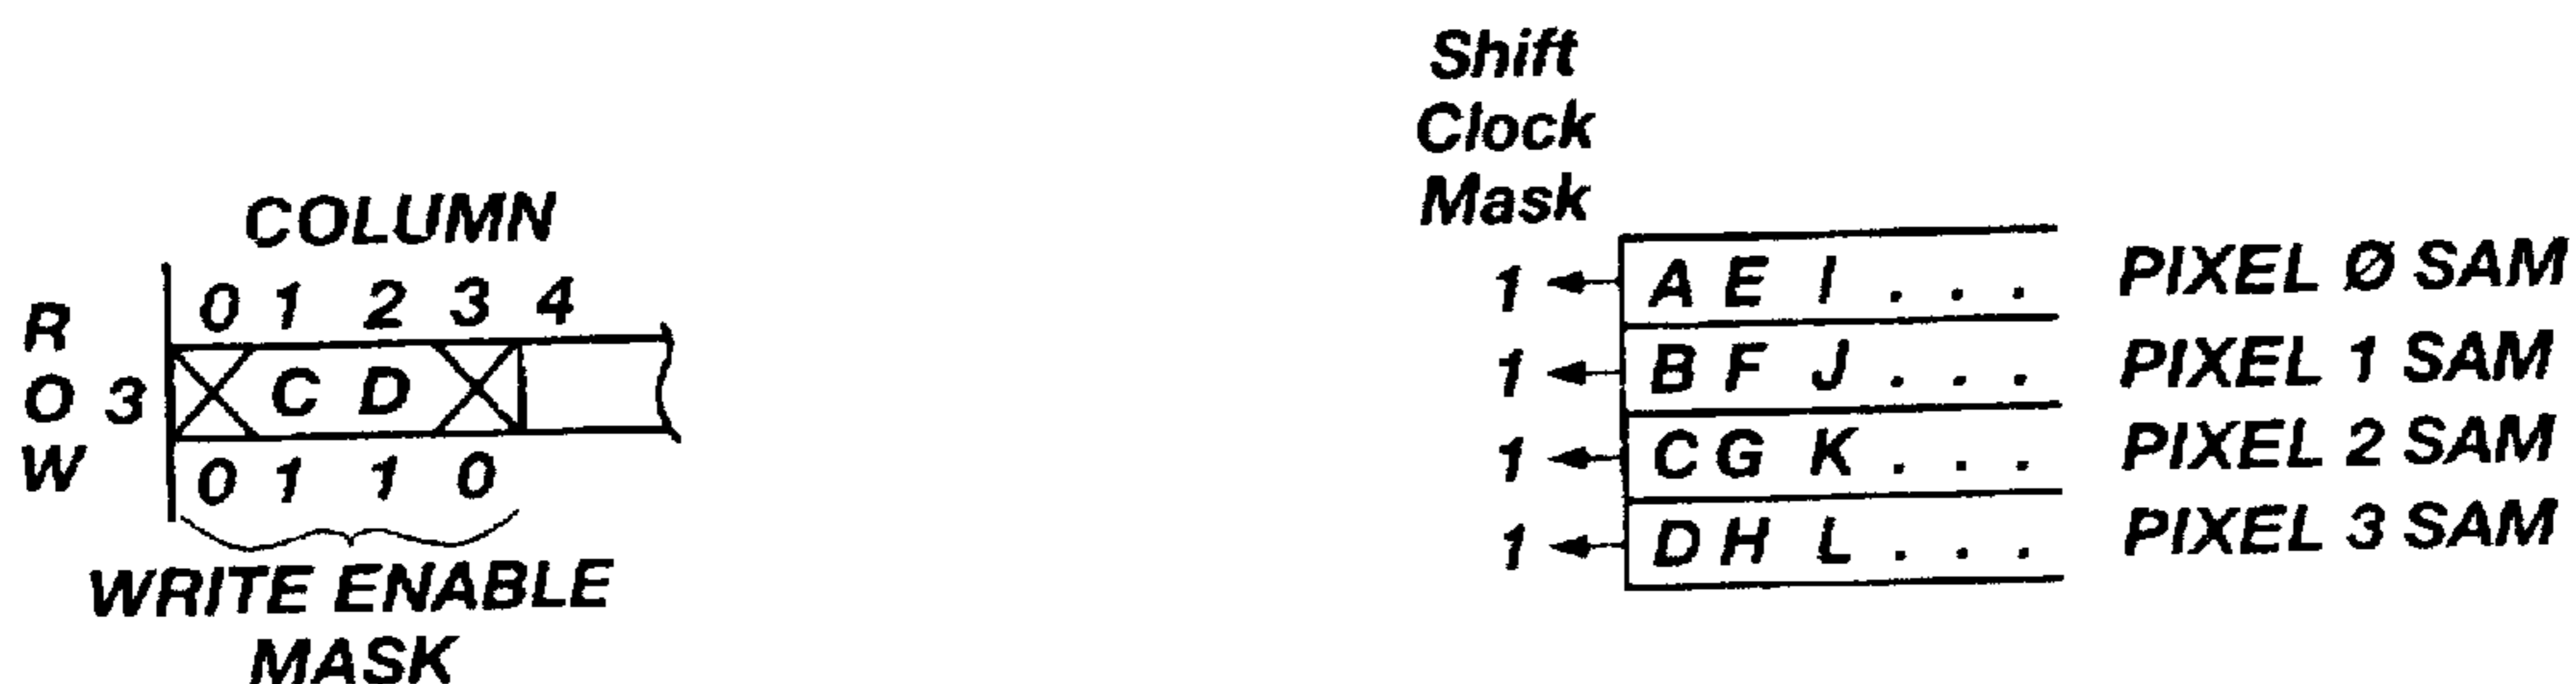 COLUMN
0 1 2 3 4
ROW 3
C D
0 1 1 0
WRITE ENABLE
MASK
Shift
Clock
Mask
1 A E I . . . PIXEL Ø SAM
1 B F J . . . PIXEL 1 SAM
1 C G K . . . PIXEL 2 SAM
1 D H L . . . PIXEL 3 SAM